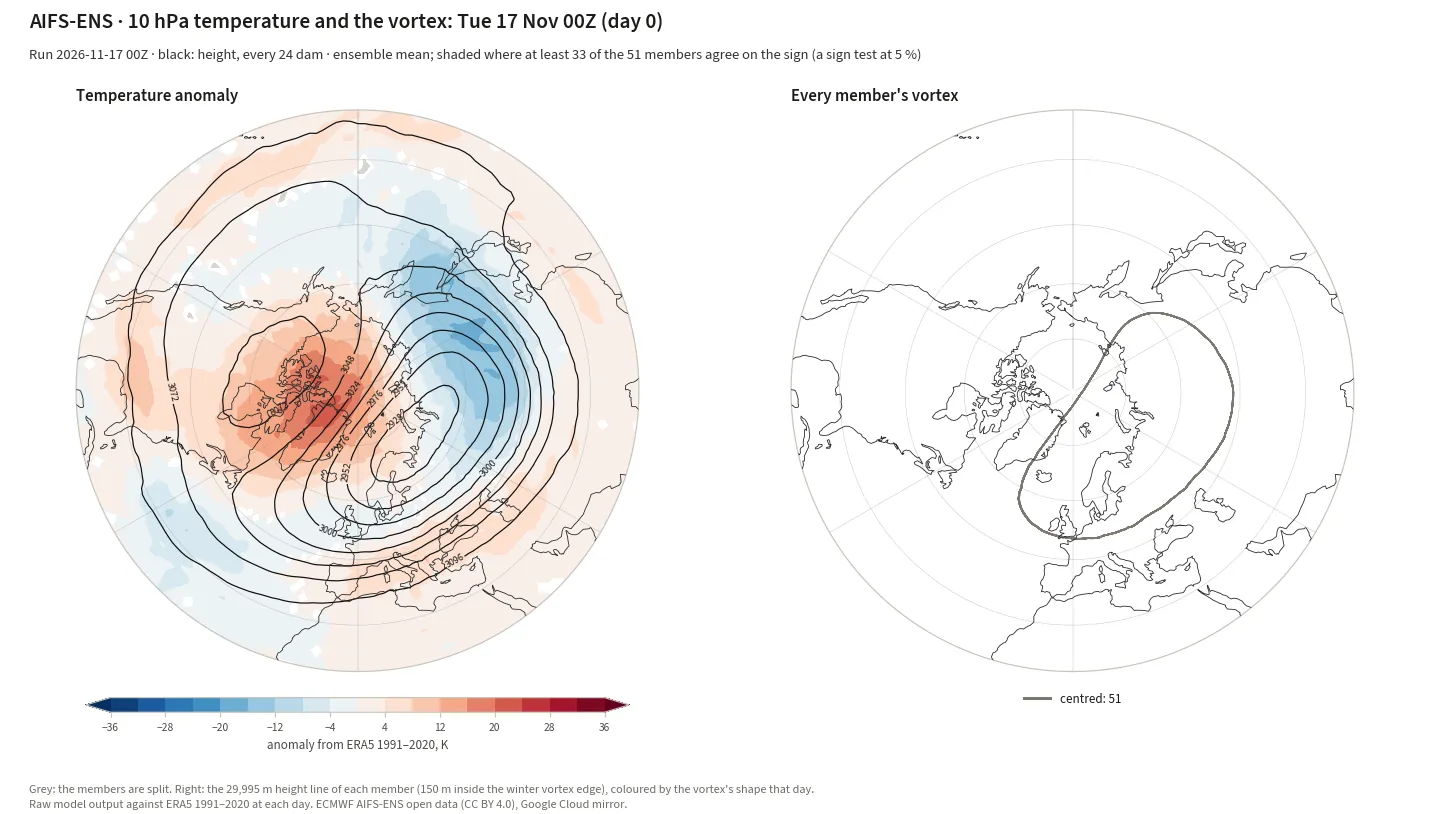 AIFS-ENS · 10 hPa temperature and the vortex: Tue 17 Nov 00Z (day 0)
Run 2026-11-17 00Z · black: height, every 24 dam · ensemble mean; shaded where at least 33 of the 51 members agree on the sign (a sign test at 5 %)
Temperature anomaly
Every member's vortex
3048
3024
2976
3072
2928
2976
2952
3000
3000
3096
centred: 51
−36 −28 −20 −12 −4 4 12 20 28 36
anomaly from ERA5 1991–2020, K
Grey: the members are split. Right: the 29,995 m height line of each member (150 m inside the winter vortex edge), coloured by the vortex's shape that day.
Raw model output against ERA5 1991–2020 at each day. ECMWF AIFS-ENS open data (CC BY 4.0), Google Cloud mirror.